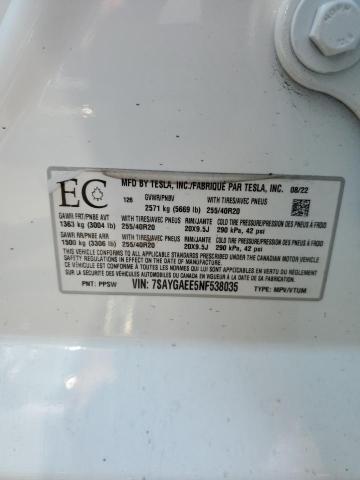 EC
MFD BY TESLA, INC./FABRIQUÉ PAR TESLA, INC. 08/22
126 GVWR/PNBV WITH TIRES/AVEC PNEUS
2571 kg (5669 lb) 255/40R20
GAWR FRT/PNBE AVT WITH TIRES/AVEC PNEUS RIM/JANTE COLD TIRE PRESSURE/PRESSION DES PNEUS À FROID
1363 kg (3004 lb) 255/40R20 20X9.5J 290 kPa, 42 psi
GAWR RR/PNBE ARR WITH TIRES/AVEC PNEUS RIM/JANTE COLD TIRE PRESSURE/PRESSION DES PNEUS À FROID
1500 kg (3306 lb) 255/40R20 20X9.5J 290 kPa, 42 psi
THIS VEHICLE CONFORMS TO ALL APPLICABLE STANDARDS PRESCRIBED UNDER THE CANADIAN MOTOR VEHICLE
SAFETY REGULATIONS IN EFFECT ON THE DATE OF MANUFACTURE/
CE VÉHICULE EST CONFORME À TOUTES LES NORMES QUI LUI SONT APPLICABLES EN VERTU DU RÈGLEMENT SUR LA SÉCURITÉ
DES VÉHICULES AUTOMOBILES DU CANADA EN VIGUEUR À LA DATE DE SA FABRICATION.
PNT: PPSW VIN: 7SAYGAEE5NF538035 TYPE: MPV/VTUM